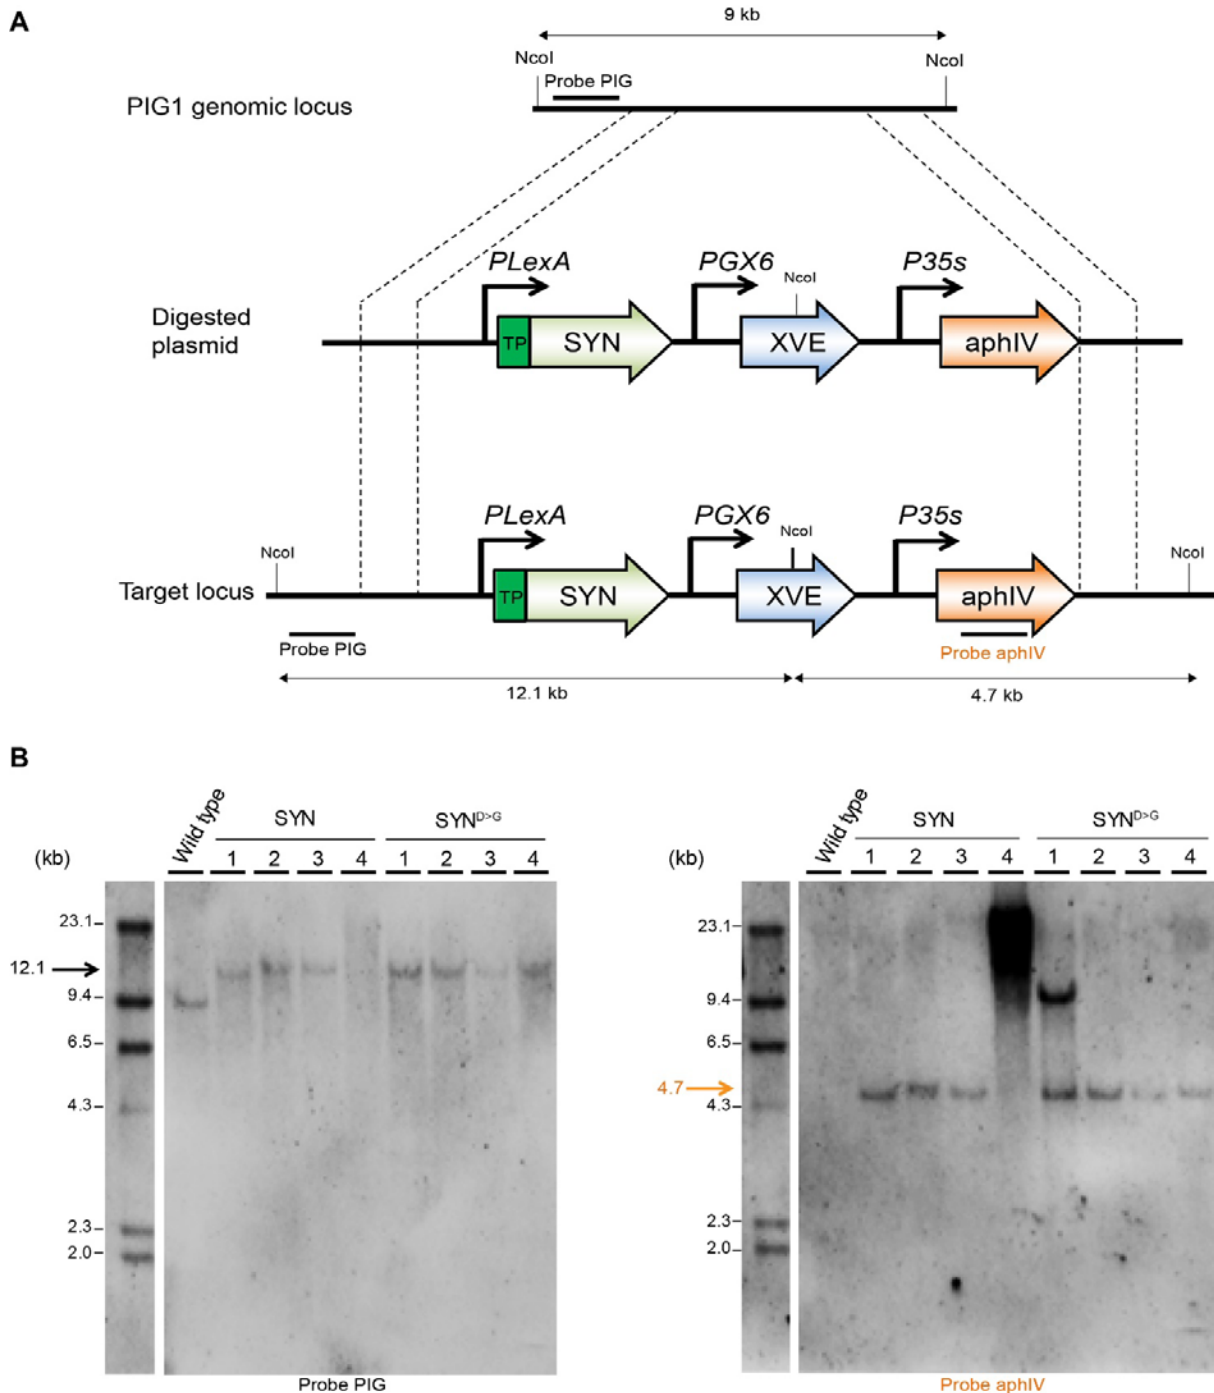 A
9 kb
NcoI
NcoI
Probe PIG
PIG1 genomic locus
PLexA
PGX6
P35s
NcoI
Digested
plasmid
TP
SYN
XVE
aphIV
PLexA
PGX6
P35s
NcoI
NcoI
NcoI
Target locus
TP
SYN
XVE
aphIV
Probe PIG
Probe aphIV
12.1 kb
4.7 kb
B
(kb)
Wild type
SYN
SYN^D>G
1 2 3 4 1 2 3 4
23.1
12.1
9.4
6.5
4.3
2.3
2.0
Probe PIG
(kb)
Wild type
SYN
SYN^D>G
1 2 3 4 1 2 3 4
23.1
9.4
6.5
4.7
4.3
2.3
2.0
Probe aphIV